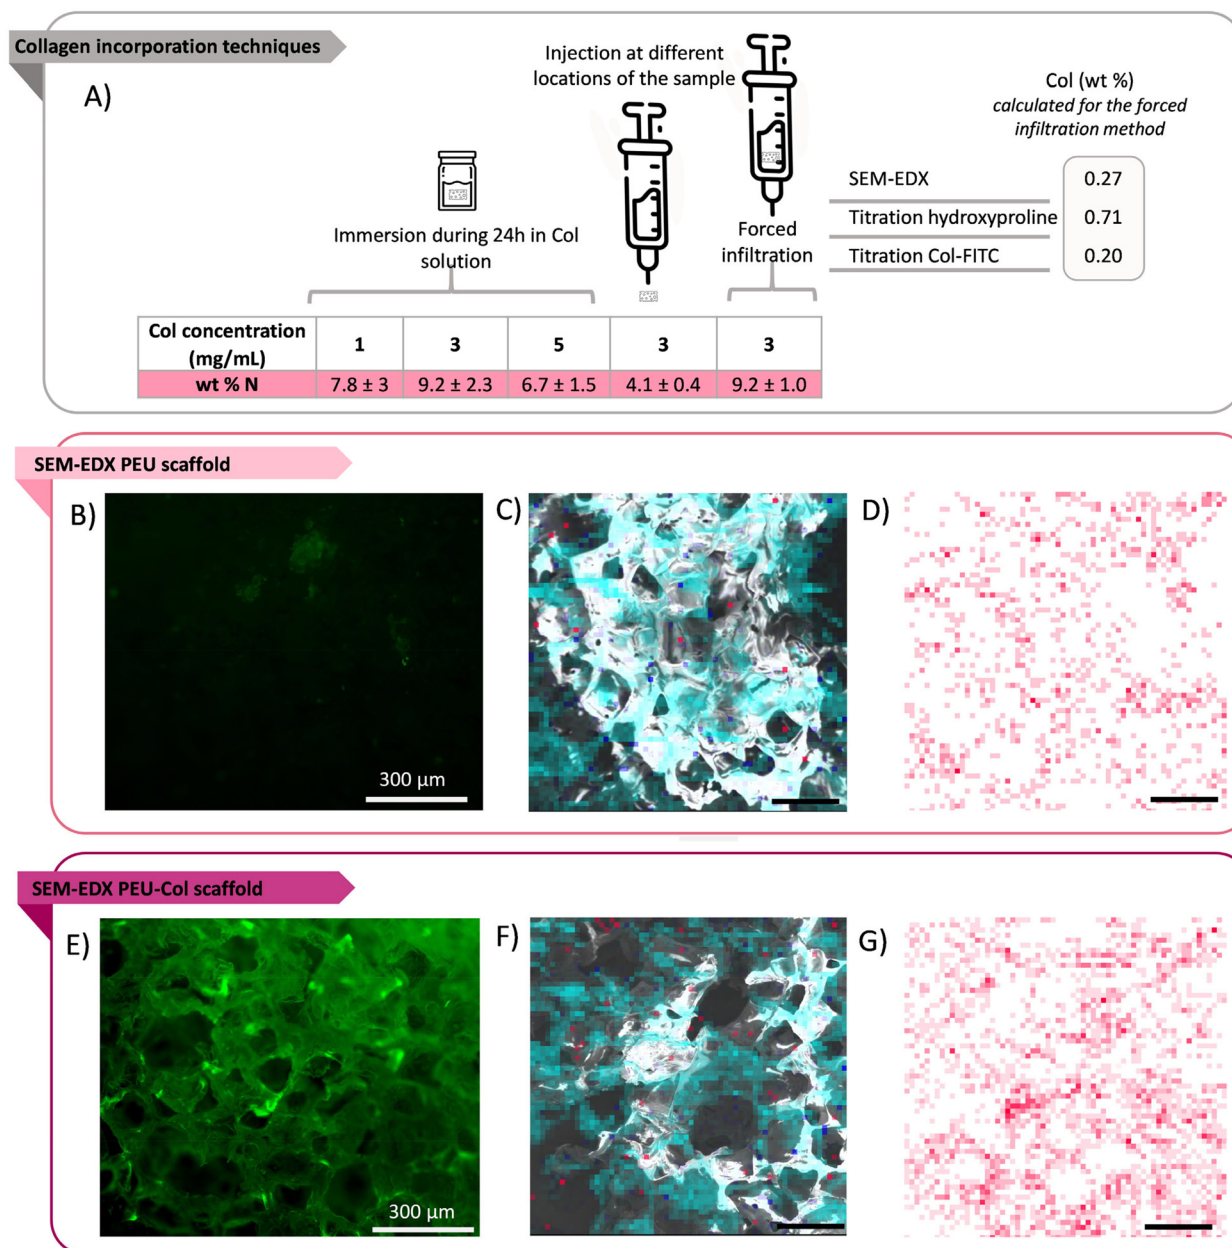 Collagen incorporation techniques
A)
Injection at different
locations of the sample
Immersion during 24h in Col
solution
Forced
infiltration
Col (wt %)
calculated for the forced
infiltration method
SEM-EDX 0.27
Titration hydroxyproline 0.71
Titration Col-FITC 0.20
Col concentration
(mg/mL) 1 3 5 3 3
wt % N 7.8 ± 3 9.2 ± 2.3 6.7 ± 1.5 4.1 ± 0.4 9.2 ± 1.0
SEM-EDX PEU scaffold
B) C) D)
300 µm
SEM-EDX PEU-Col scaffold
E) F) G)
300 µm